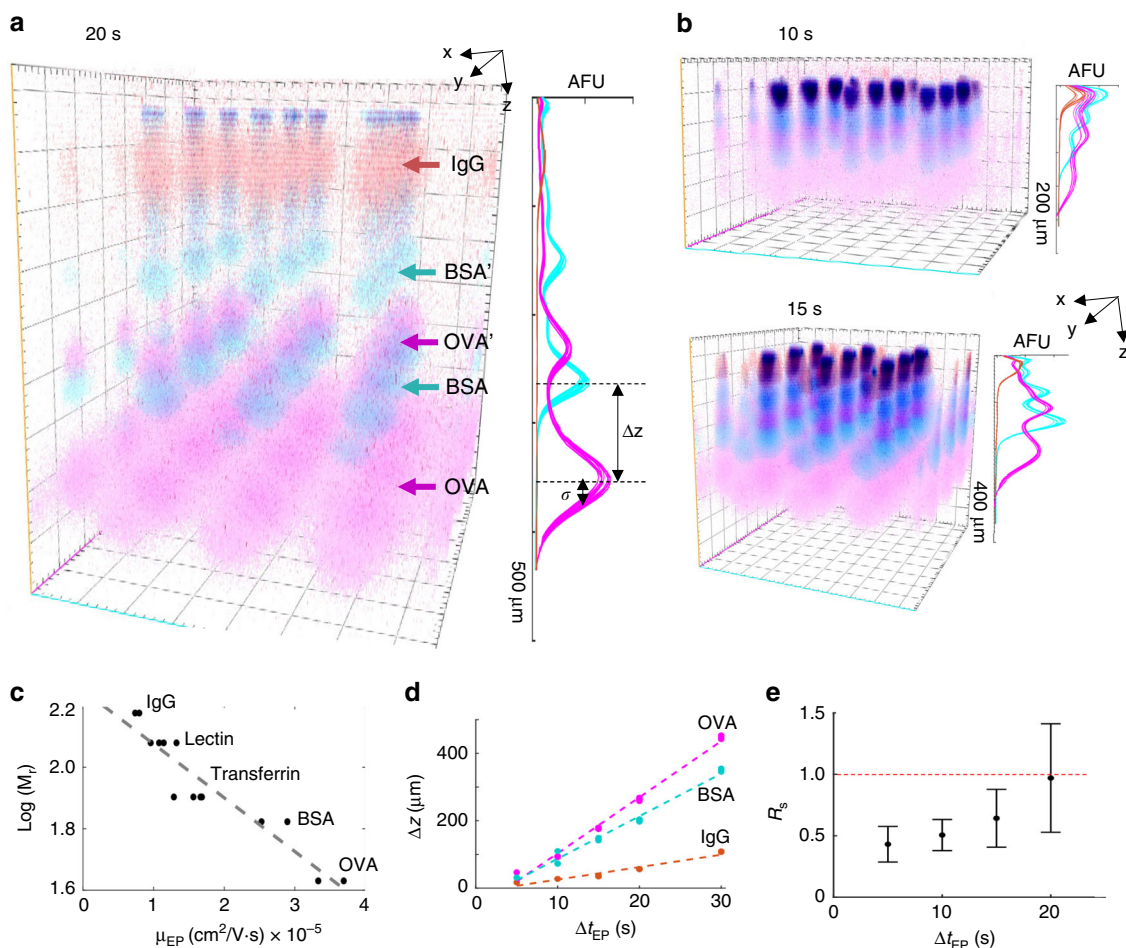 a
20 s
x
y
z
AFU
IgG
BSA'
OVA'
BSA
Δz
OVA
σ
500 µm
b
10 s
AFU
200 µm
15 s
x
y
z
AFU
400 µm
c
2.2
2.0
1.8
1.6
Log (Mr)
IgG
Lectin
Transferrin
BSA
OVA
0
1
2
3
4
µEP (cm²/V·s) × 10⁻⁵
d
400
200
0
Δz (µm)
OVA
BSA
IgG
0
10
20
30
ΔtEP (s)
e
1.5
1.0
0.5
0
Rs
0
10
20
ΔtEP (s)